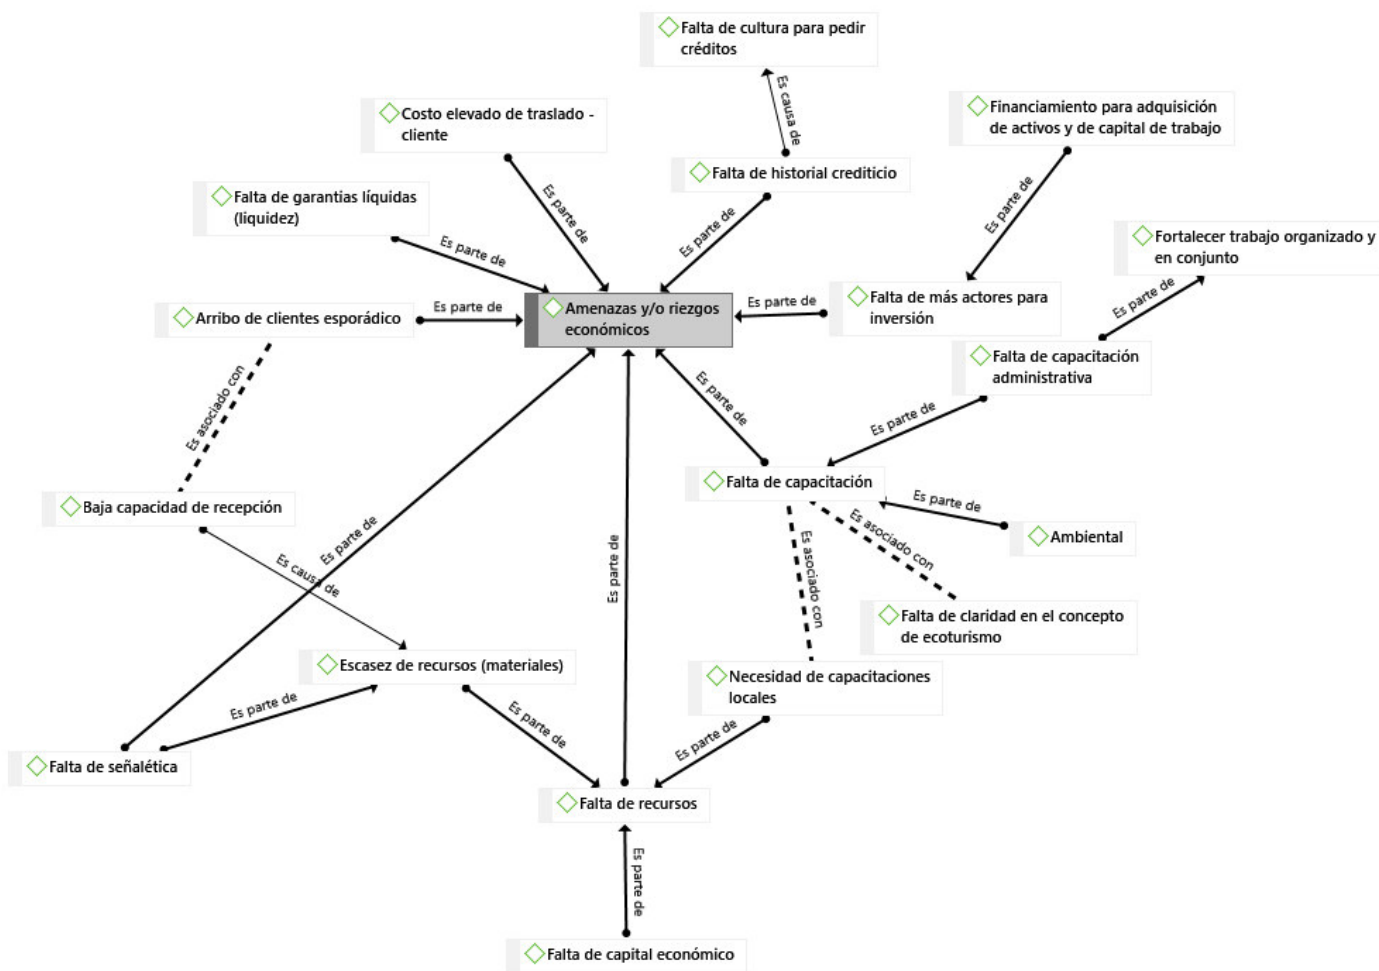 Falta de cultura para pedir
créditos
Es causa de
Costo elevado de traslado -
cliente
Financiamiento para adquisición
de activos y de capital de trabajo
Falta de historial crediticio
Falta de garantias líquidas
(liquidez)
Es parte de
Es parte de
Es parte de
Es parte de
Fortalecer trabajo organizado y
en conjunto
Es parte de
Arribo de clientes esporádico
Es parte de
Amenazas y/o riezgos
económicos
Es parte de
Falta de más actores para
inversión
Falta de capacitación
administrativa
Es asociado con
Es parte de
Es parte de
Falta de capacitación
Baja capacidad de recepción
Es parte de
Es parte de
Ambiental
Es asociado con
Es asociado con
Es causa de
Es parte de
Falta de claridad en el concepto
de ecoturismo
Escasez de recursos (materiales)
Necesidad de capacitaciones
locales
Es parte de
Es parte de
Es parte de
Falta de señalética
Falta de recursos
Es parte de
Falta de capital económico